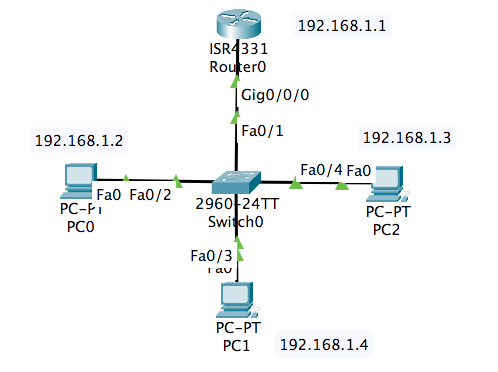 192.168.1.1
ISR4331
Router0
Gig0/0/0
Fa0/1
192.168.1.2
192.168.1.3
Fa0/4 Fa0
Fa0 Fa0/2
PC0
2960-24TT
Switch0
PC-PT
PC2
Fa0/3
Fa0
PC-PT
PC1
192.168.1.4